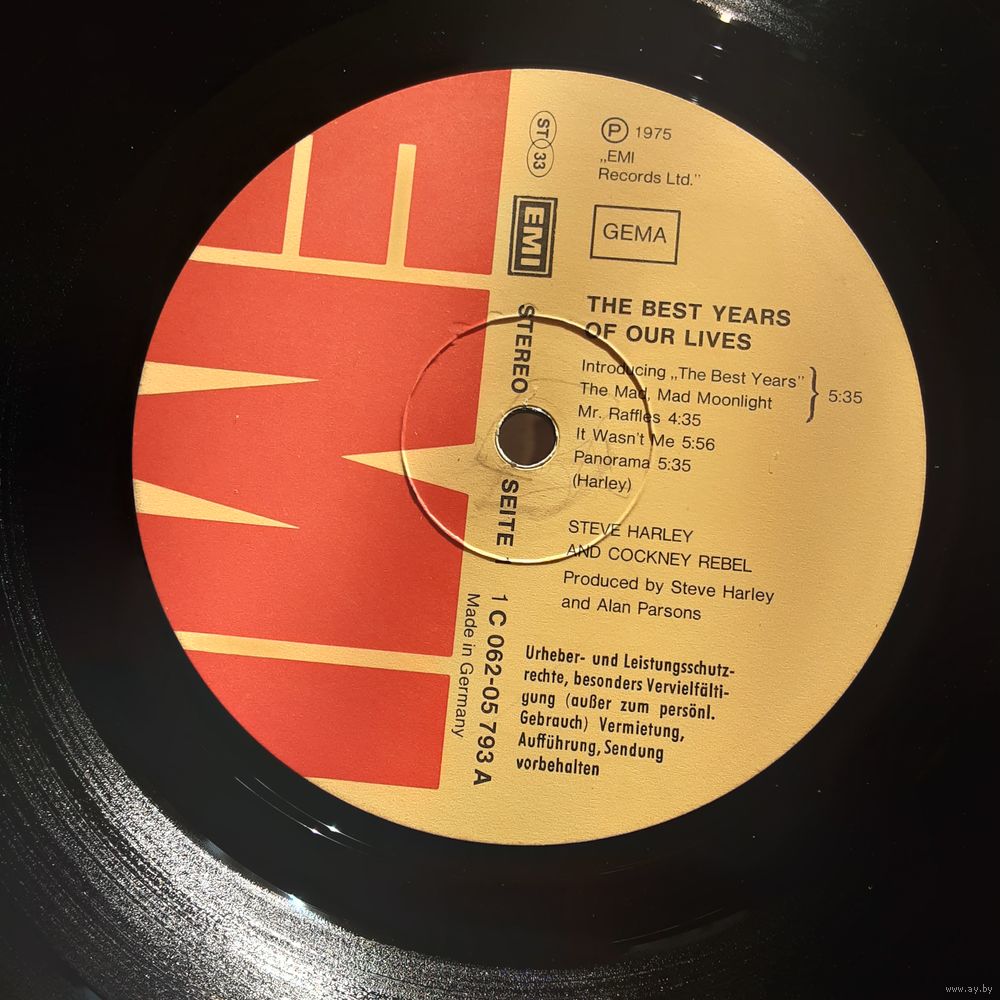 ST 33
EMI
STEREO
SEITE 1
1 C 062-05 793 A
Made in Germany
Ⓟ 1975
„EMI
Records Ltd.”
GEMA
THE BEST YEARS
OF OUR LIVES
Introducing „The Best Years”
The Mad, Mad Moonlight
} 5:35
Mr. Raffles 4:35
It Wasn't Me 5:56
Panorama 5:35
(Harley)
STEVE HARLEY
AND COCKNEY REBEL
Produced by Steve Harley
and Alan Parsons
Urheber- und Leistungsschutz-
rechte, besonders Vervielfälti-
gung (außer zum persönl.
Gebrauch) Vermietung,
Aufführung, Sendung
vorbehalten
EMI
www.ay.by